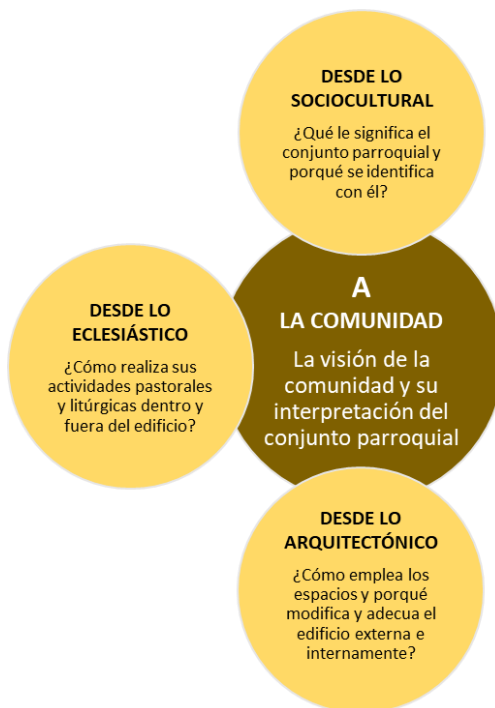 DESDE LO
SOCIOCULTURAL
¿Qué le significa el
conjunto parroquial y
porqué se identifica
con él?
A
LA COMUNIDAD
La visión de la
comunidad y su
interpretación del
conjunto parroquial
DESDE LO
ECLESIÁSTICO
¿Cómo realiza sus
actividades pastorales
y litúrgicas dentro y
fuera del edificio?
DESDE LO
ARQUITECTÓNICO
¿Cómo emplea los
espacios y porqué
modifica y adecua el
edificio externa e
internamente?